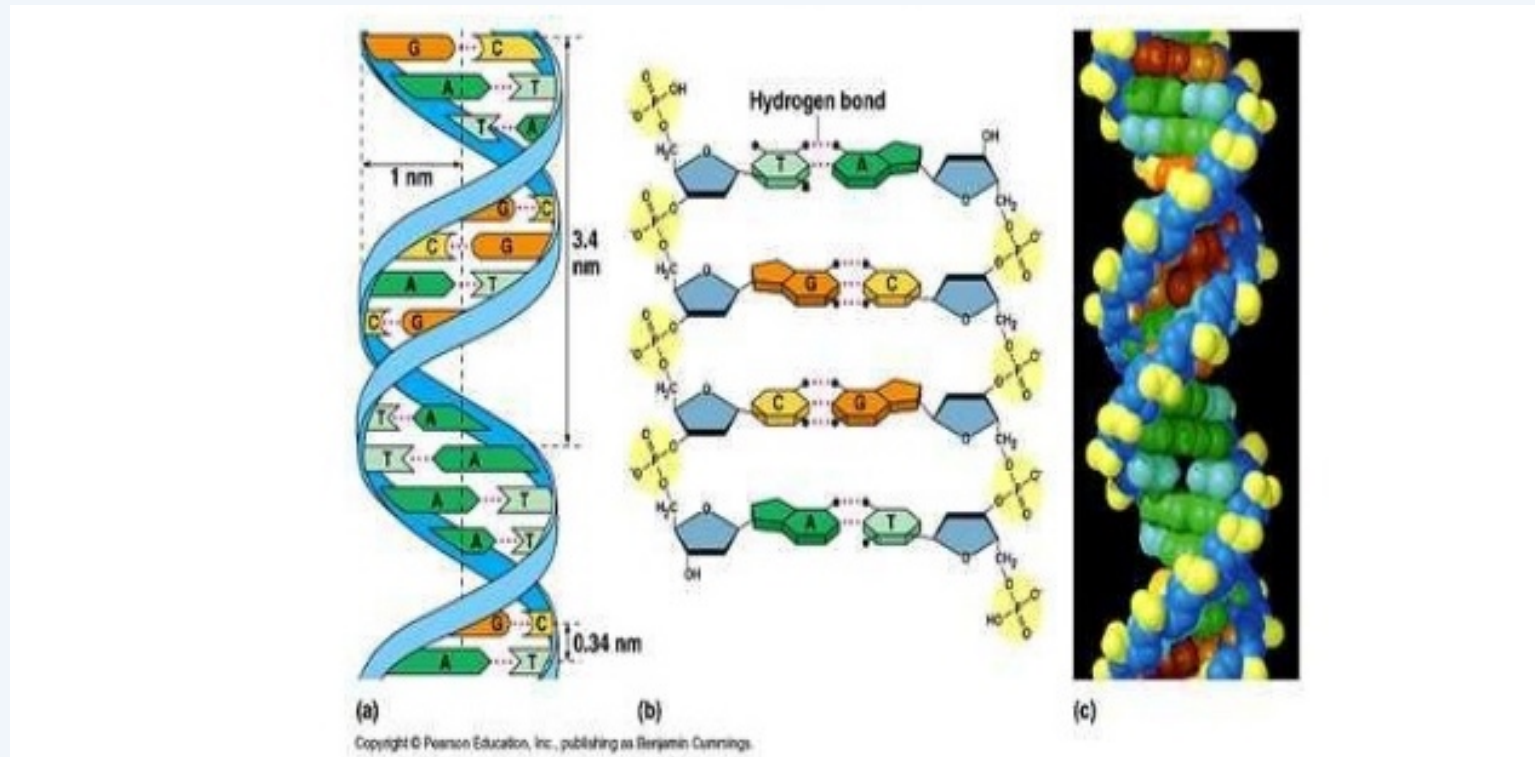 G C
A T
T A
1 nm
G C
C G
3.4
nm
A T
C G
T A
T A
A T
A T
G C
0.34 nm
A T
(a)
Hydrogen bond
O OH
P
O⁻ O
H₂C O T A OH
O CH₂
O O
P O O⁻
O⁻ O P
H₂C O G C O
O CH₂
O O
P O O⁻
O⁻ O P
H₂C O C G O
O CH₂
O O
P O O⁻
O⁻ O P
H₂C O A T O
O CH₂
OH O
HO P O⁻
O
(b)
(c)
Copyright © Pearson Education, Inc., publishing as Benjamin Cummings.